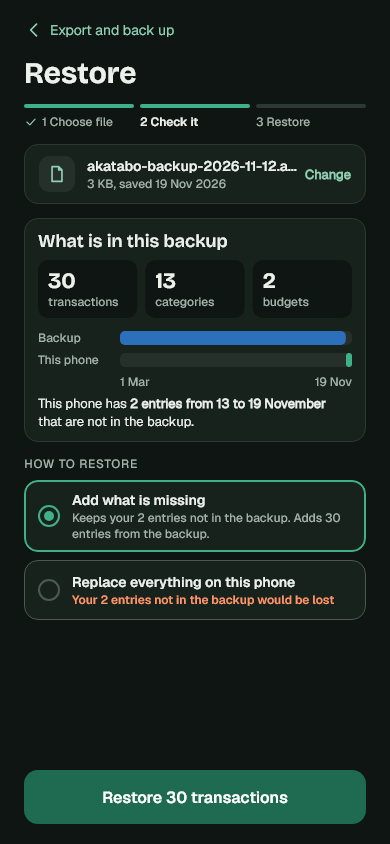 Export and back up
Restore
1 Choose file
2 Check it
3 Restore
akatabo-backup-2026-11-12.a...
3 KB, saved 19 Nov 2026
Change
What is in this backup
30
transactions
13
categories
2
budgets
Backup
This phone
1 Mar
19 Nov
This phone has 2 entries from 13 to 19 November
that are not in the backup.
HOW TO RESTORE
Add what is missing
Keeps your 2 entries not in the backup. Adds 30
entries from the backup.
Replace everything on this phone
Your 2 entries not in the backup would be lost
Restore 30 transactions